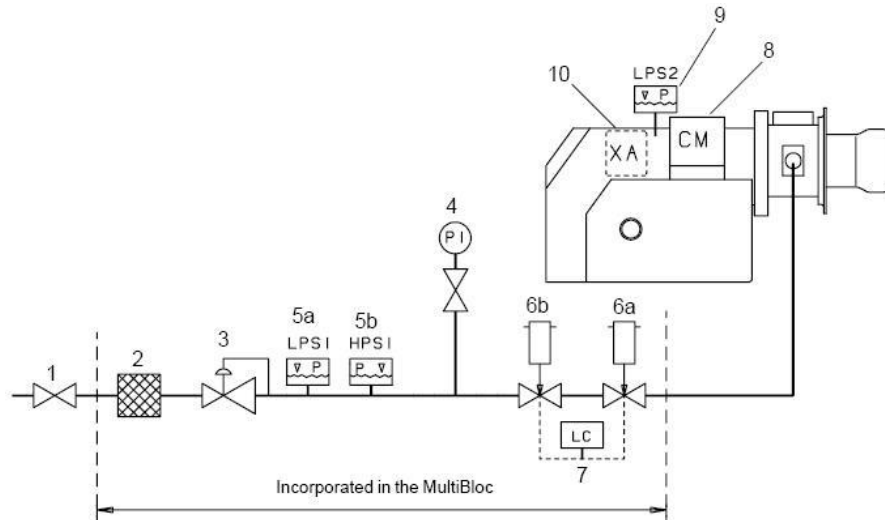 9
8
10
LPS2
▽ P
XA
CM
4
PI
6b
6a
5a
5b
3
LPS1
HPS1
2
1
▽ P
P ▽
LC
7
Incorporated in the MultiBloc